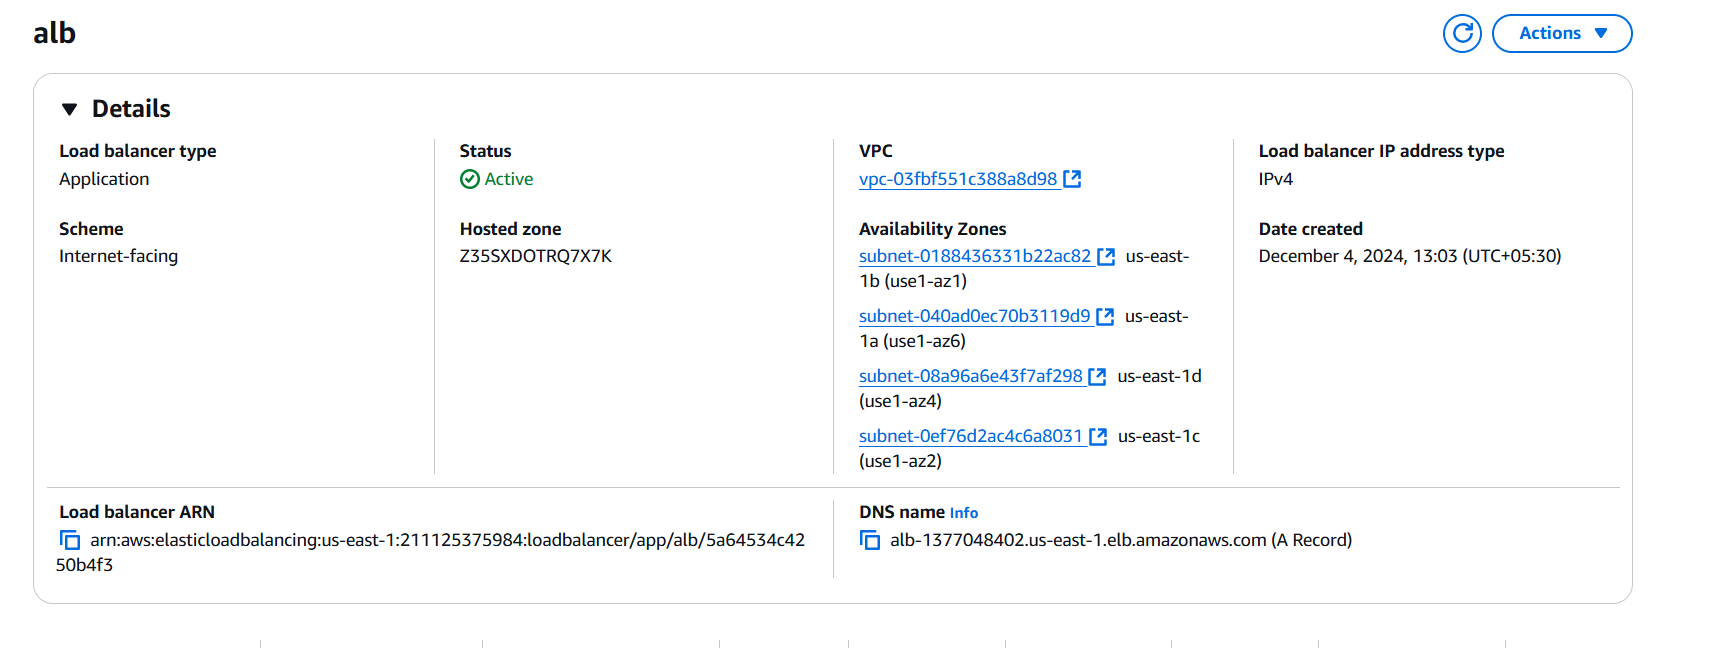 alb
Actions
Details
Load balancer type
Application
Status
Active
VPC
vpc-03fbf551c388a8d98
Load balancer IP address type
IPv4
Scheme
Internet-facing
Hosted zone
Z35SXDOTRQ7X7K
Availability Zones
subnet-0188436331b22ac82 us-east-
1b (use1-az1)
subnet-040ad0ec70b3119d9 us-east-
1a (use1-az6)
subnet-08a96a6e43f7af298 us-east-1d
(use1-az4)
subnet-0ef76d2ac4c6a8031 us-east-1c
(use1-az2)
Date created
December 4, 2024, 13:03 (UTC+05:30)
Load balancer ARN
arn:aws:elasticloadbalancing:us-east-1:211125375984:loadbalancer/app/alb/5a64534c42
50b4f3
DNS name Info
alb-1377048402.us-east-1.elb.amazonaws.com (A Record)